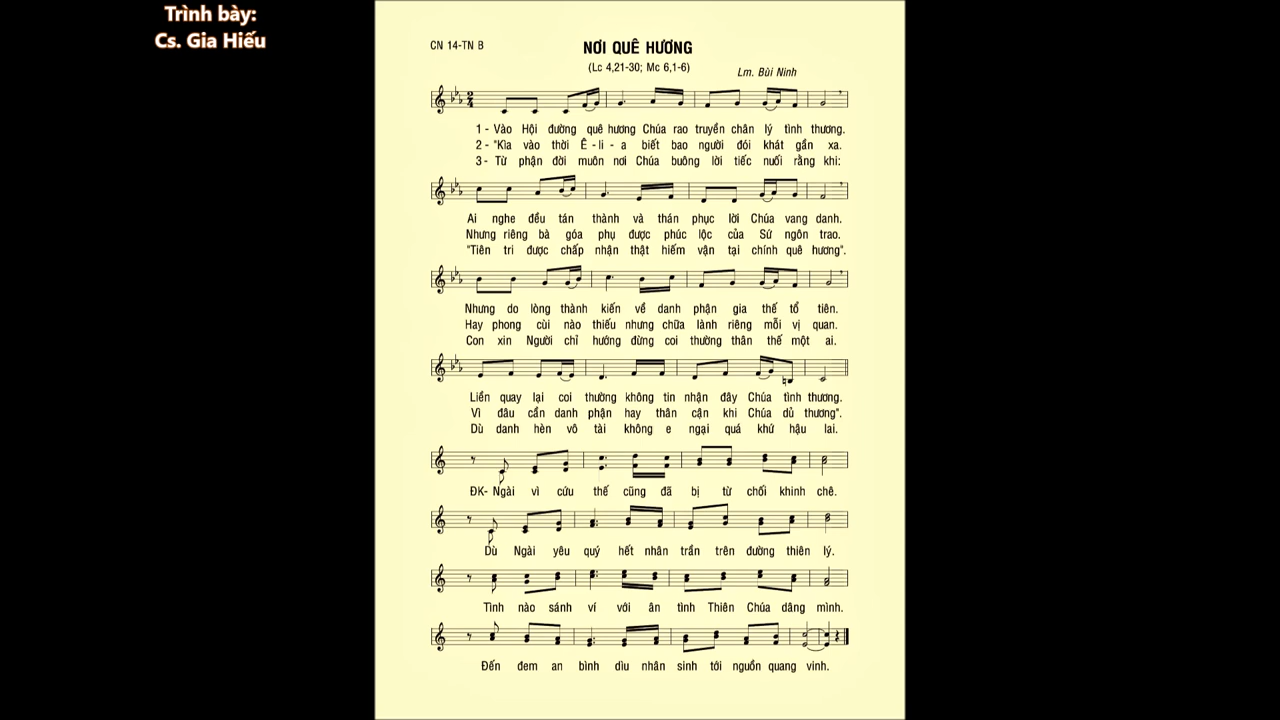 Trình bày:
Cs. Gia Hiếu
CN 14-TN B
NƠI QUÊ HƯƠNG
(Lc 4,21-30; Mc 6,1-6)
Lm. Bùi Ninh
1 - Vào Hội đường quê hương Chúa rao truyền chân lý tình thương.
2 - "Kìa vào thời Ê - li - a biết bao người đói khát gần xa.
3 - Từ phận đời muôn nơi Chúa buông lời tiếc nuối rằng khi:
Ai nghe đều tán thành và thán phục lời Chúa vang danh.
Nhưng riêng bà góa phụ được phúc lộc của Sứ ngôn trao.
"Tiên tri được chấp nhận thật hiếm vận tại chính quê hương".
Nhưng do lòng thành kiến về danh phận gia thế tổ tiên.
Hay phong cùi nào thiếu nhưng chữa lành riêng mỗi vị quan.
Con xin Người chỉ hướng đừng coi thường thân thế một ai.
Liền quay lại coi thường không tin nhận đây Chúa tình thương.
Vì đâu cần danh phận hay thân cận khi Chúa dủ thương".
Dù danh hèn vô tài không e ngại quá khứ hậu lai.
ĐK- Ngài vì cứu thế cũng đã bị từ chối khinh chê.
Dù Ngài yêu quý hết nhân trần trên đường thiên lý.
Tình nào sánh ví với ân tình Thiên Chúa dâng mình.
Đến đem an bình dìu nhân sinh tới nguồn quang vinh.